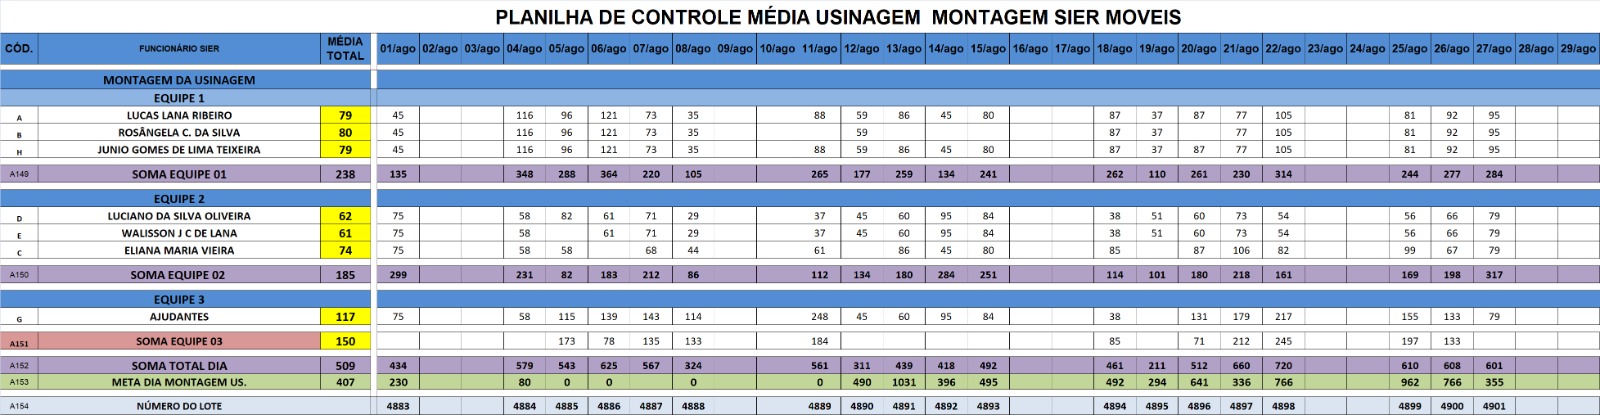 PLANILHA DE CONTROLE MÉDIA USINAGEM MONTAGEM SIER MOVEIS
CÓD. FUNCIONÁRIO SIER MÉDIA TOTAL 01/ago 02/ago 03/ago 04/ago 05/ago 06/ago 07/ago 08/ago 09/ago 10/ago 11/ago 12/ago 13/ago 14/ago 15/ago 16/ago 17/ago 18/ago 19/ago 20/ago 21/ago 22/ago 23/ago 24/ago 25/ago 26/ago 27/ago 28/ago 29/ago
MONTAGEM DA USINAGEM
EQUIPE 1
A LUCAS LANA RIBEIRO 79 45 116 96 121 73 35 88 59 86 45 80 87 37 87 77 105 81 92 95
B ROSÂNGELA C. DA SILVA 80 45 116 96 121 73 35 59 87 37 77 105 81 92 95
H JUNIO GOMES DE LIMA TEIXEIRA 79 45 116 96 121 73 35 88 59 86 45 80 87 37 87 77 105 81 92 95
A149 SOMA EQUIPE 01 238 135 348 288 364 220 105 265 177 259 134 241 262 110 261 230 314 244 277 284
EQUIPE 2
D LUCIANO DA SILVA OLIVEIRA 62 75 58 82 61 71 29 37 45 60 95 84 38 51 60 73 54 56 66 79
E WALISSON J C DE LANA 61 75 58 61 71 29 37 45 60 95 84 38 51 60 73 54 56 66 79
C ELIANA MARIA VIEIRA 74 75 58 58 68 44 61 86 45 80 85 87 106 82 99 67 79
A150 SOMA EQUIPE 02 185 299 231 82 183 212 86 112 134 180 284 251 114 101 180 218 161 169 198 317
EQUIPE 3
G AJUDANTES 117 75 58 115 139 143 114 248 45 60 95 84 38 131 179 217 155 133 79
A151 SOMA EQUIPE 03 150 173 78 135 133 184 85 71 212 245 197 133
A152 SOMA TOTAL DIA 509 434 579 543 625 567 324 561 311 439 418 492 461 211 512 660 720 610 608 601
A153 META DIA MONTAGEM US. 407 230 80 0 0 0 0 0 490 1031 396 495 492 294 641 336 766 962 766 355
A154 NÚMERO DO LOTE 4883 4884 4885 4886 4887 4888 4889 4890 4891 4892 4893 4894 4895 4896 4897 4898 4899 4900 4901